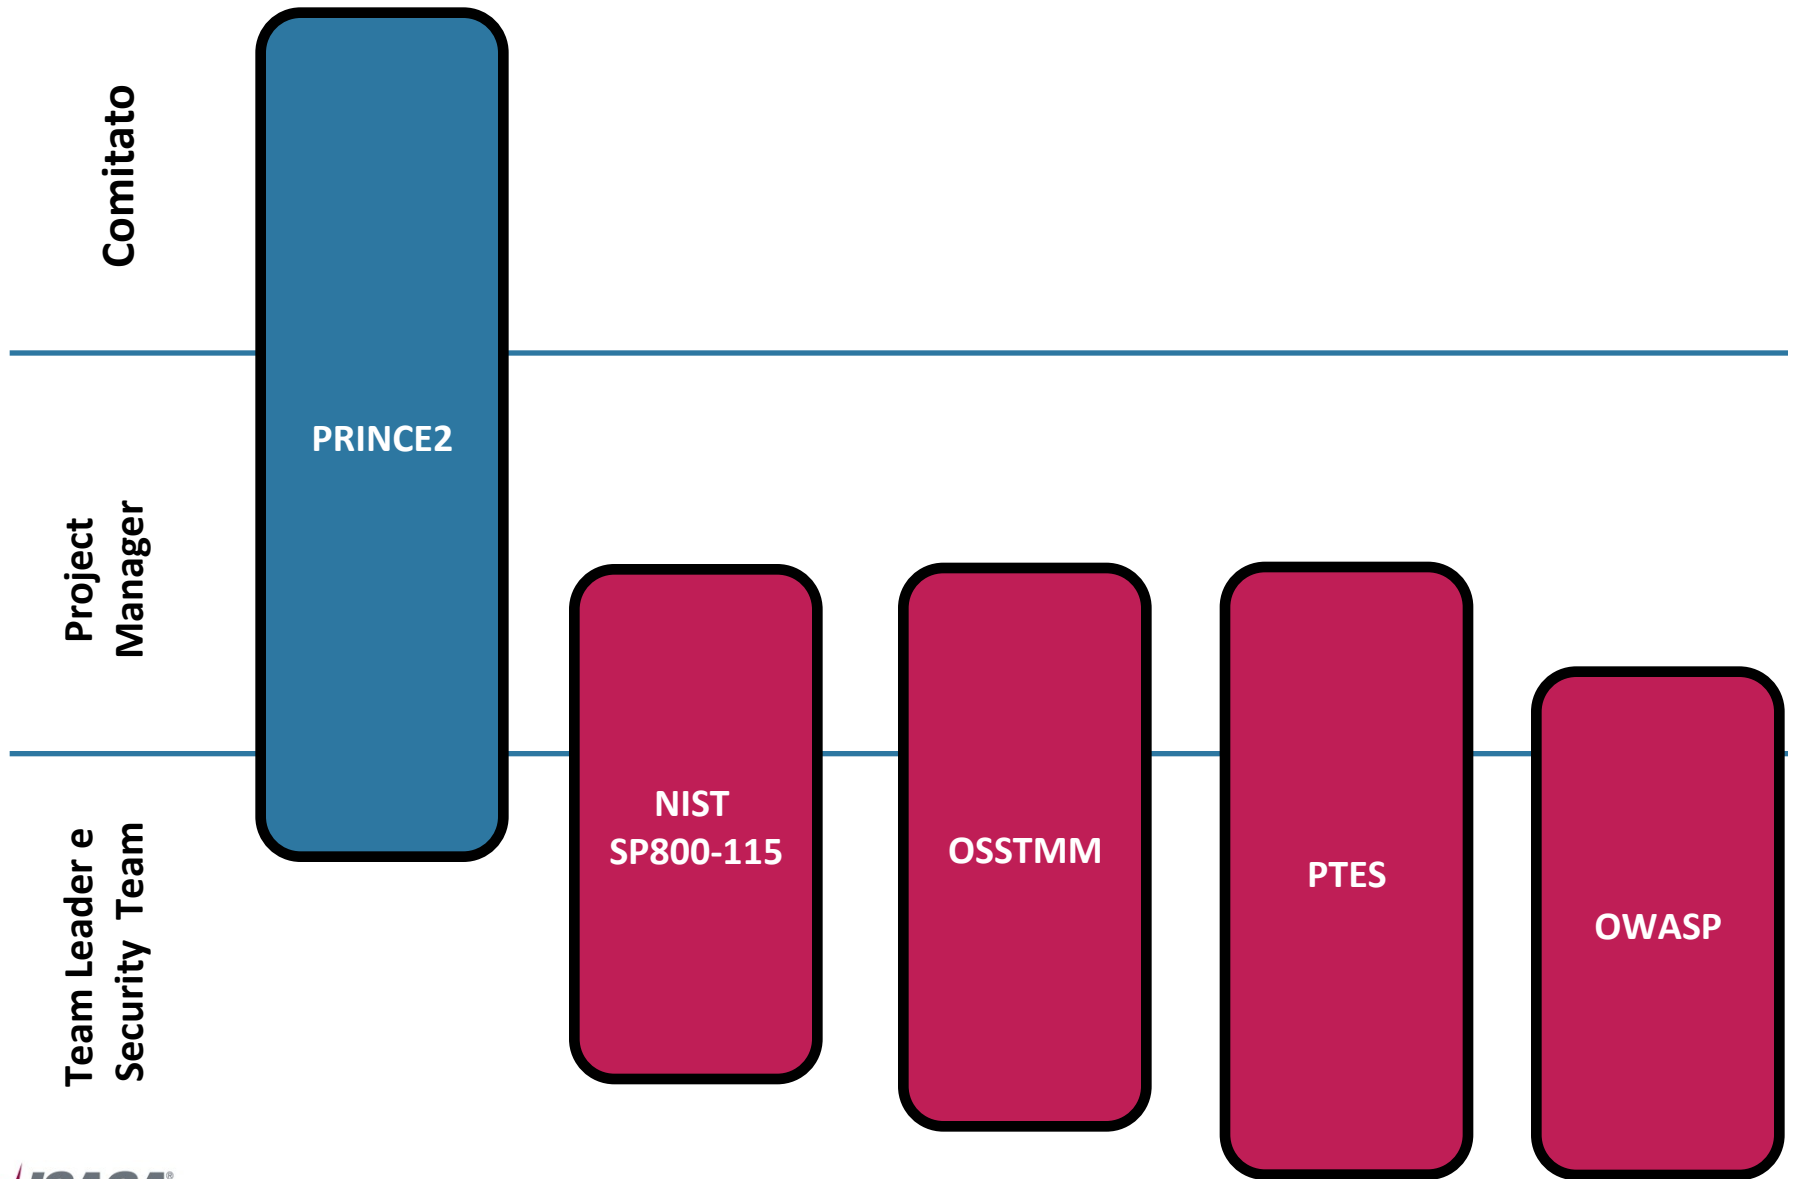 Comitato
PRINCE2
Project
Manager
NIST
SP800-115
OSSTMM
PTES
OWASP
Team Leader e
Security Team